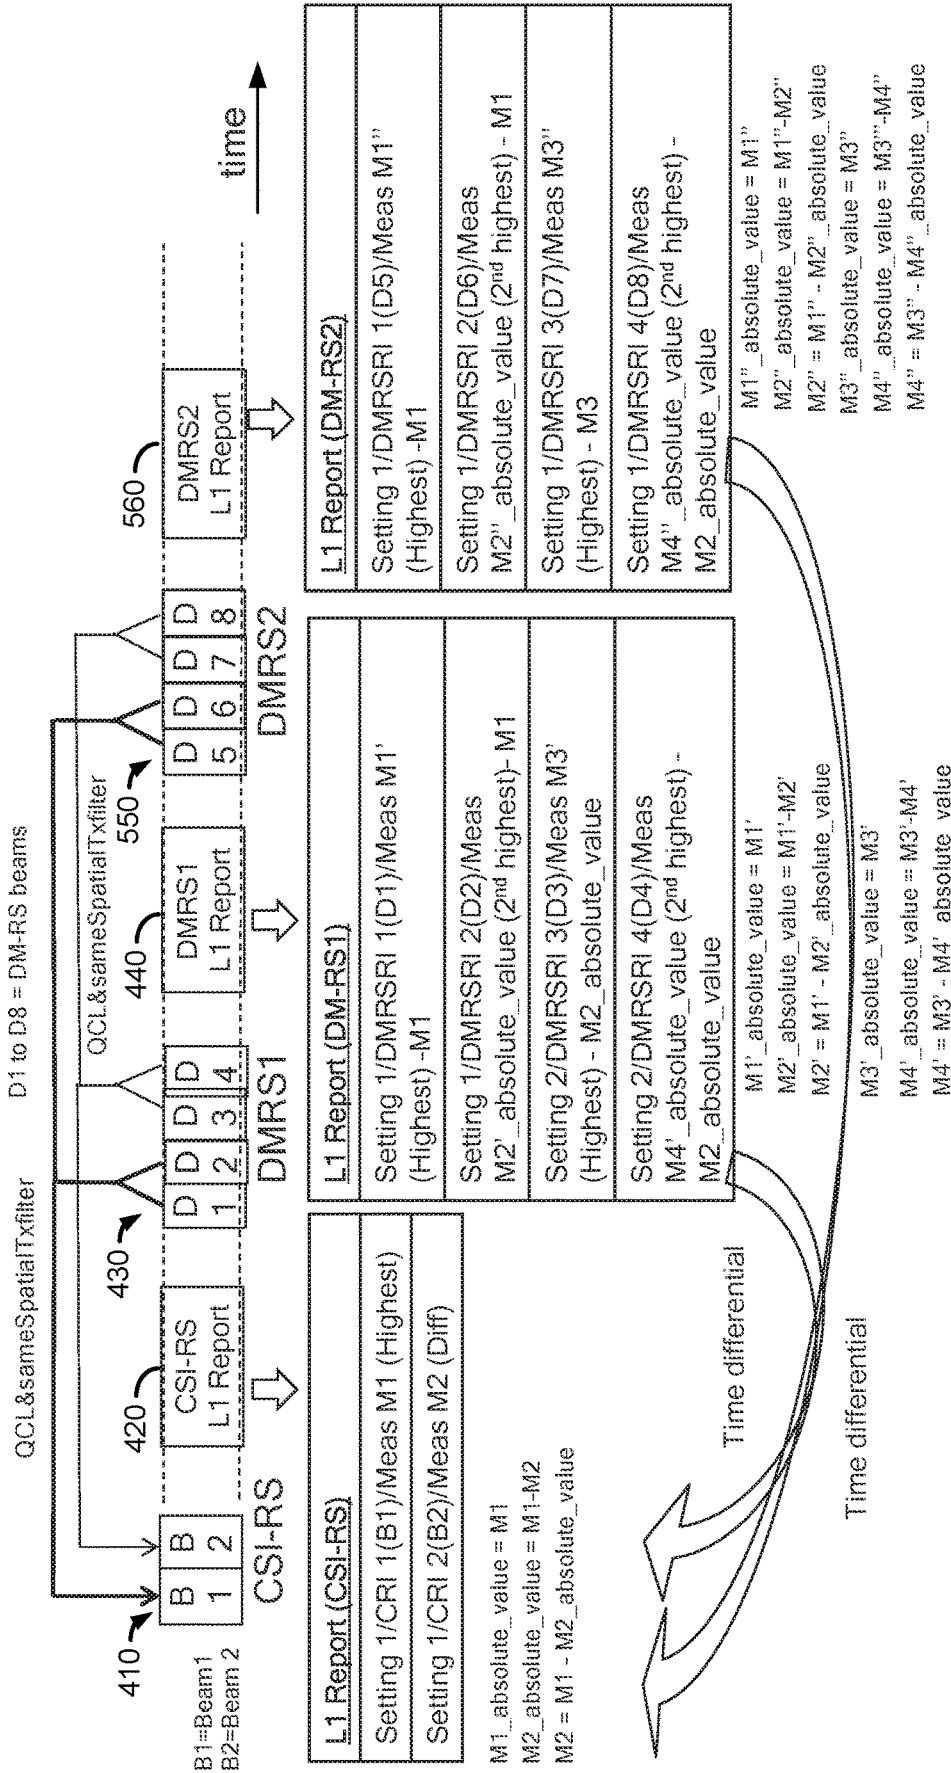 D1 to D8 = DM-RS beams
QCL&sameSpatialTxfilter
QCL&sameSpatialTxfilter
time
410
420
430
440
550
560
B 1
B 2
CSI-RS
L1 Report
D 1
D 2
D 3
D 4
DMRS1
L1 Report
D 5
D 6
D 7
D 8
DMRS2
L1 Report
B1=Beam1
B2=Beam 2
CSI-RS
DMRS1
DMRS2
L1 Report (CSI-RS)
Setting 1/CRI 1(B1)/Meas M1 (Highest)
Setting 1/CRI 2(B2)/Meas M2 (Diff)
M1_absolute_value = M1
M2_absolute_value = M1-M2
M2 = M1 - M2_absolute_value
L1 Report (DM-RS1)
Setting 1/DMRSRI 1(D1)/Meas M1'
(Highest) -M1
Setting 1/DMRSRI 2(D2)/Meas
M2'_absolute_value (2nd highest)- M1
Setting 2/DMRSRI 3(D3)/Meas M3'
(Highest) - M2_absolute_value
Setting 2/DMRSRI 4(D4)/Meas
M4'_absolute_value (2nd highest) -
M2_absolute_value
M1'_absolute_value = M1'
M2'_absolute_value = M1'-M2'
M2' = M1' - M2'_absolute_value
M3'_absolute_value = M3'
M4'_absolute_value = M3'-M4'
M4' = M3' - M4'_absolute_value
L1 Report (DM-RS2)
Setting 1/DMRSRI 1(D5)/Meas M1"
(Highest) -M1
Setting 1/DMRSRI 2(D6)/Meas
M2"_absolute_value (2nd highest) - M1
Setting 1/DMRSRI 3(D7)/Meas M3"
(Highest) - M3
Setting 1/DMRSRI 4(D8)/Meas
M4"_absolute_value (2nd highest) -
M2_absolute_value
M1"_absolute_value = M1"
M2"_absolute_value = M1"-M2"
M2" = M1" - M2"_absolute_value
M3"_absolute_value = M3"
M4"_absolute_value = M3'"-M4"
M4" = M3" - M4"_absolute_value
Time differential
Time differential